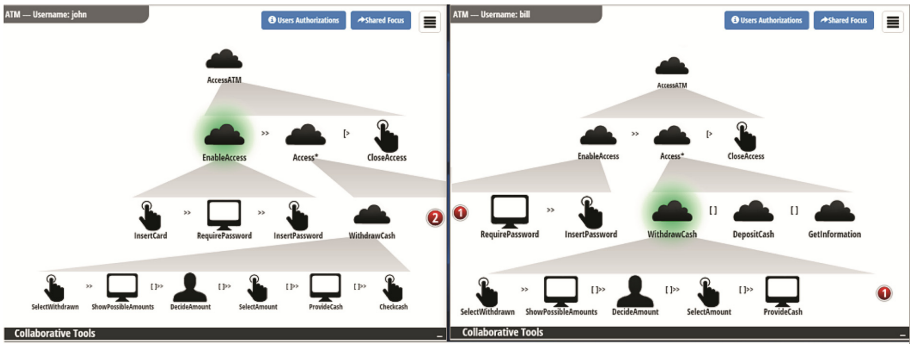 ATM — Username: john
Users Authorizations
Shared Focus
AccessATM
EnableAccess >> Access* [> CloseAccess
InsertCard >> RequirePassword >> InsertPassword WithdrawCash
2
SelectWithdrawn >> ShowPossibleAmounts []>> DecideAmount []>> SelectAmount []>> ProvideCash []>> Checkcash
Collaborative Tools
ATM — Username: bill
Users Authorizations
Shared Focus
AccessATM
EnableAccess >> Access* [> CloseAccess
1
RequirePassword >> InsertPassword WithdrawCash [] DepositCash [] GetInformation
SelectWithdrawn >> ShowPossibleAmounts []>> DecideAmount []>> SelectAmount []>> ProvideCash
1
Collaborative Tools